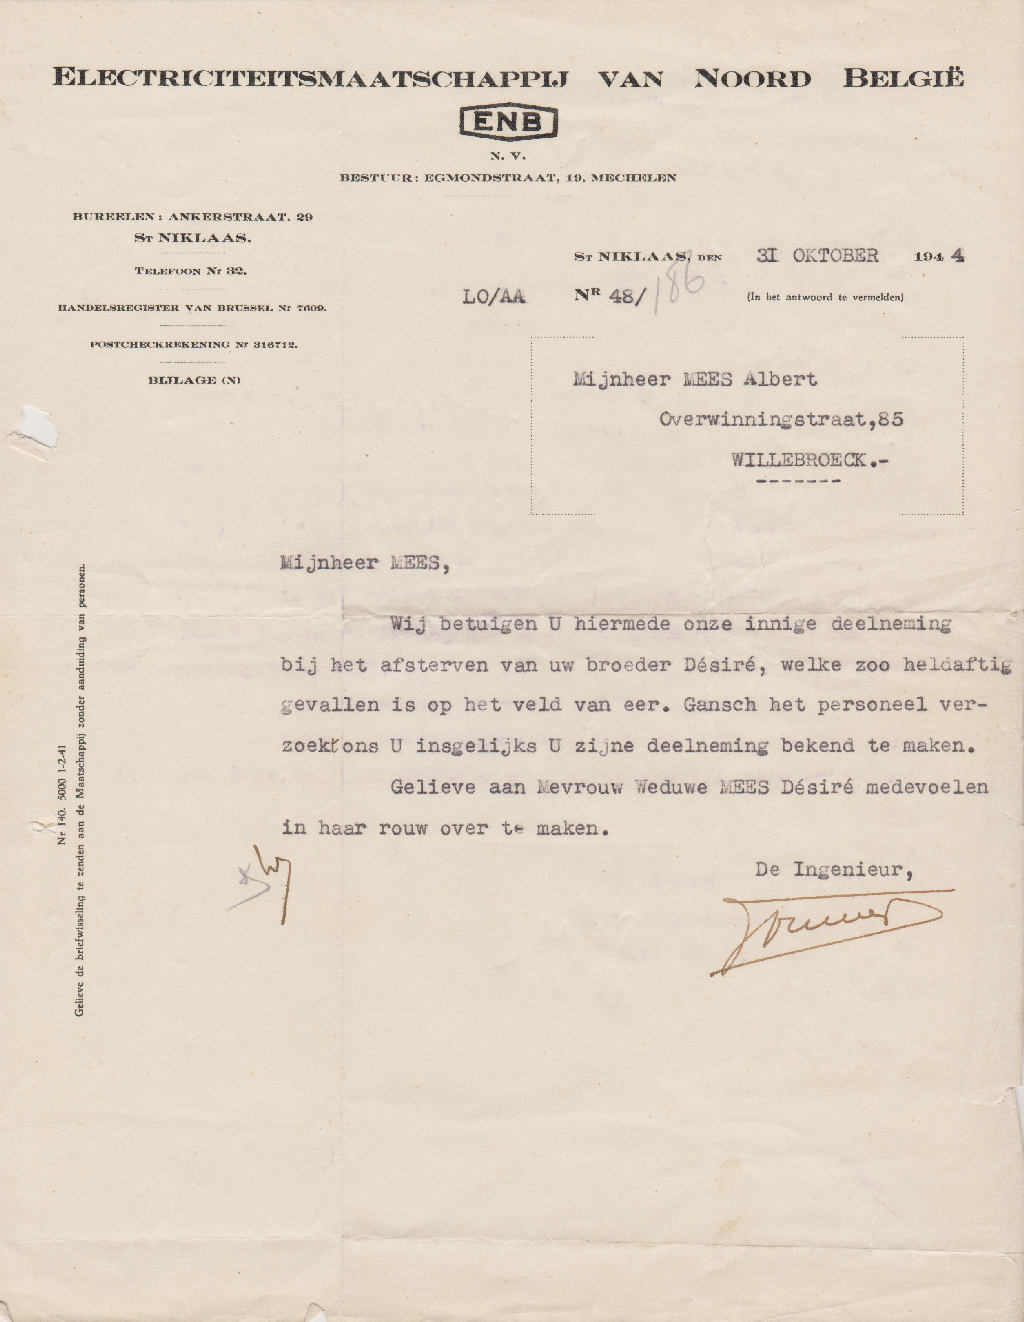 ELECTRICITEITSMAATSCHAPPIJ VAN NOORD BELGIË
ENB
N. V.
BESTUUR: EGMONDSTRAAT, 19, MECHELEN
BUREELEN: ANKERSTRAAT, 29
ST NIKLAAS.
TELEFOON Nr 32.
HANDELSREGISTER VAN BRUSSEL Nr 7609.
POSTCHECKREKENING Nr 316712.
BIJLAGE (N)
ST NIKLAAS, DEN 31 OKTOBER 1944
LO/AA NR 48/186 (In het antwoord te vermelden)
Mijnheer MEES Albert
Overwinningstraat,85
WILLEBROECK.-
-------
Mijnheer MEES,
Wij betuigen U hiermede onze innige deelneming
bij het afsterven van uw broeder Désiré, welke zoo heldaftig
gevallen is op het veld van eer. Gansch het personeel ver-
zoekt ons U insgelijks U zijne deelneming bekend te maken.
Gelieve aan Mevrouw Weduwe MEES Désiré medevoelen
in haar rouw over te maken.
De Ingenieur,
Nr 140. 5000 1-2-41
Gelieve de briefwisseling te zenden aan de Maatschappij zonder aanduiding van personen.